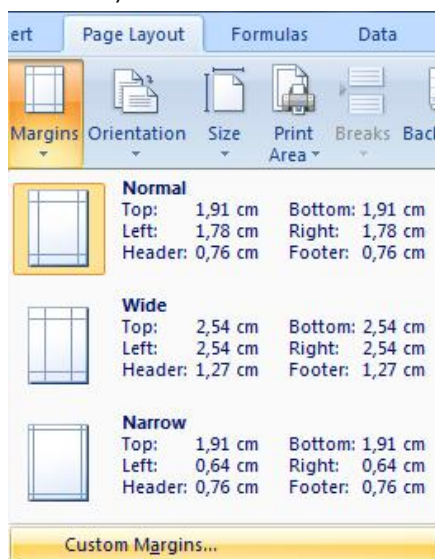 ert Page Layout Formulas Data
Margins Orientation Size Print Area Breaks
Normal
Top: 1,91 cm Bottom: 1,91 cm
Left: 1,78 cm Right: 1,78 cm
Header: 0,76 cm Footer: 0,76 cm
Wide
Top: 2,54 cm Bottom: 2,54 cm
Left: 2,54 cm Right: 2,54 cm
Header: 1,27 cm Footer: 1,27 cm
Narrow
Top: 1,91 cm Bottom: 1,91 cm
Left: 0,64 cm Right: 0,64 cm
Header: 0,76 cm Footer: 0,76 cm
Custom Margins...